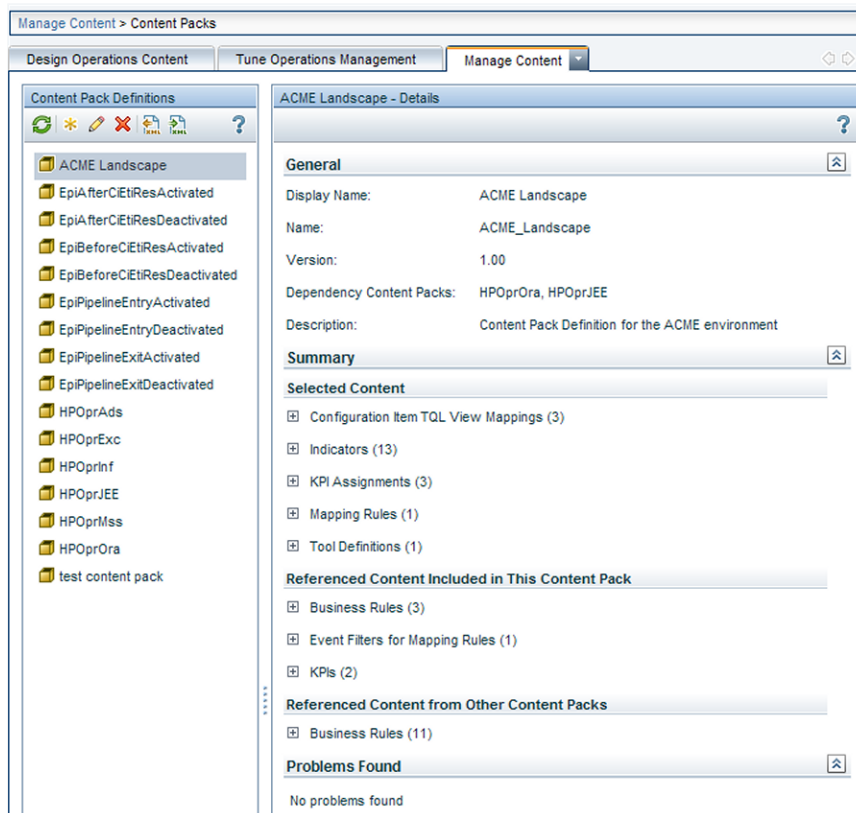 Manage Content > Content Packs
Design Operations Content
Tune Operations Management
Manage Content
Content Pack Definitions
XML
XML
?
ACME Landscape
EpiAfterCiEtiResActivated
EpiAfterCiEtiResDeactivated
EpiBeforeCiEtiResActivated
EpiBeforeCiEtiResDeactivated
EpiPipelineEntryActivated
EpiPipelineEntryDeactivated
EpiPipelineExitActivated
EpiPipelineExitDeactivated
HPOprAds
HPOprExc
HPOprInf
HPOprJEE
HPOprMss
HPOprOra
test content pack
ACME Landscape - Details
?
General
Display Name: ACME Landscape
Name: ACME_Landscape
Version: 1.00
Dependency Content Packs: HPOprOra, HPOprJEE
Description: Content Pack Definition for the ACME environment
Summary
Selected Content
Configuration Item TQL View Mappings (3)
Indicators (13)
KPI Assignments (3)
Mapping Rules (1)
Tool Definitions (1)
Referenced Content Included in This Content Pack
Business Rules (3)
Event Filters for Mapping Rules (1)
KPIs (2)
Referenced Content from Other Content Packs
Business Rules (11)
Problems Found
No problems found